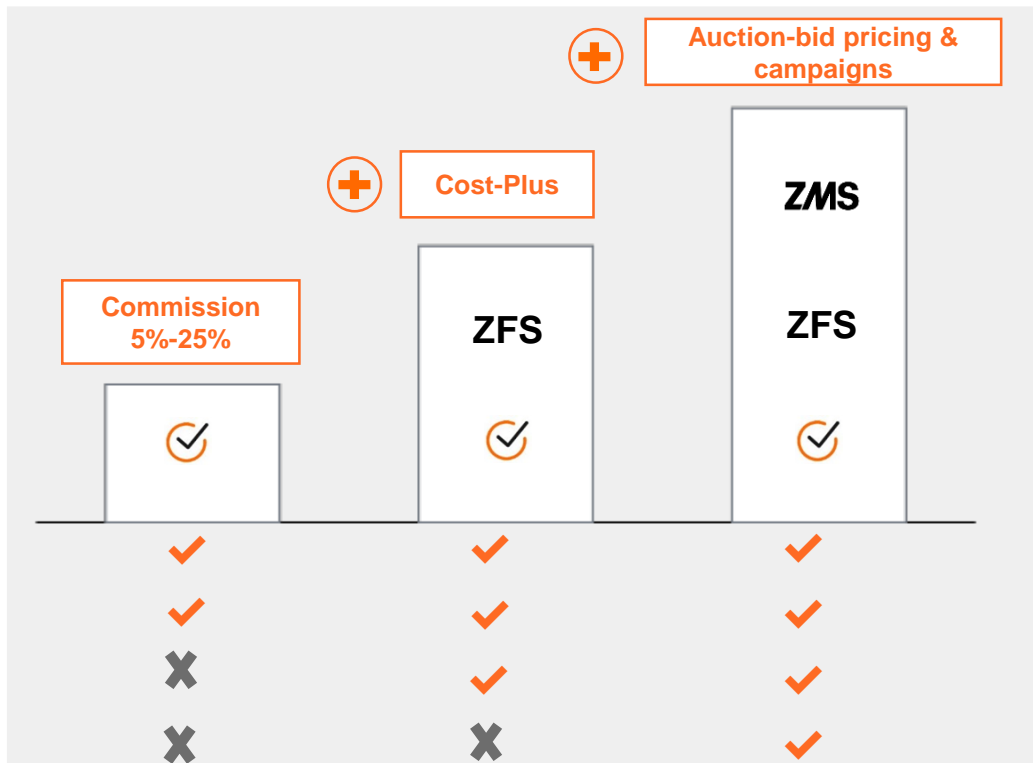 Auction-bid pricing &
campaigns
Cost-Plus
ZMS
Commission
5%-25%
ZFS
ZFS